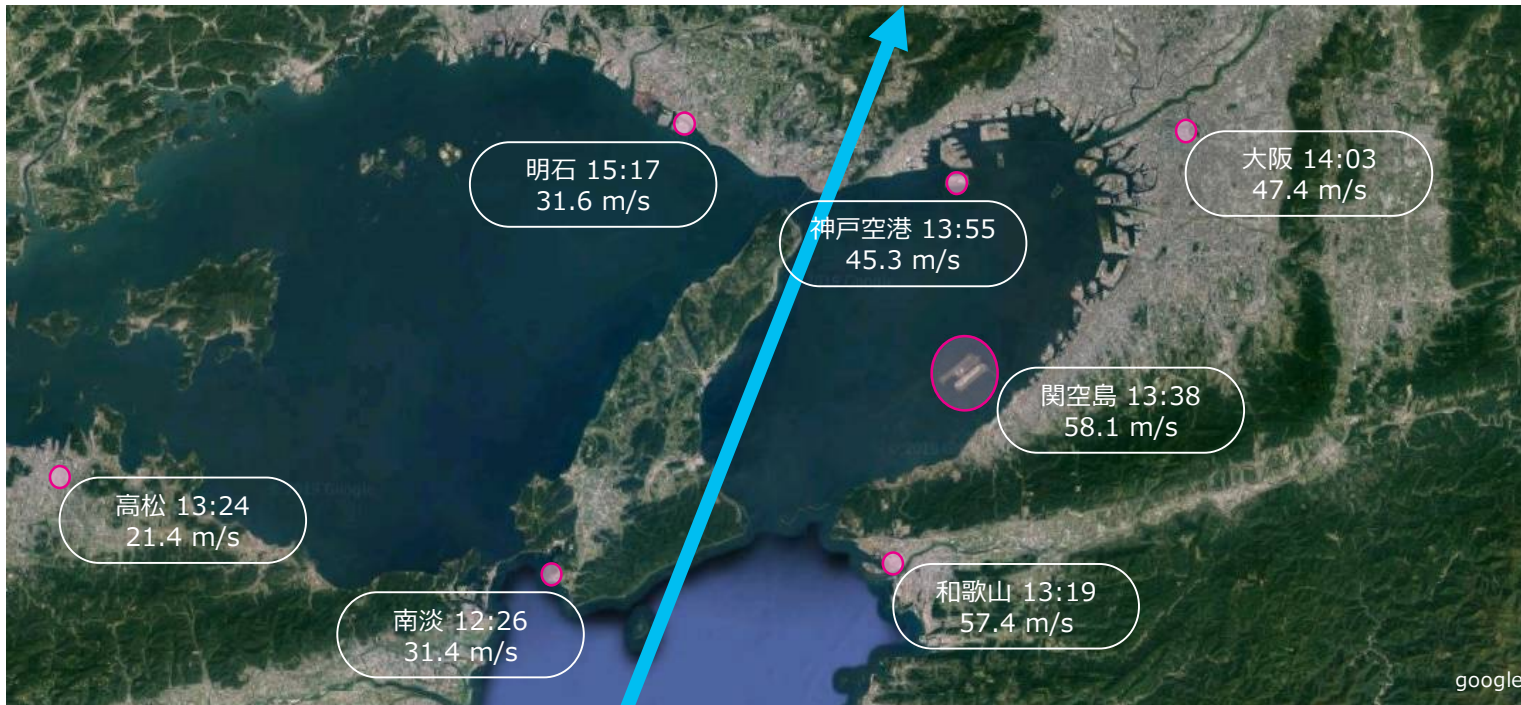 明石 15:17
31.6 m/s
大阪 14:03
47.4 m/s
神戸空港 13:55
45.3 m/s
関空島 13:38
58.1 m/s
高松 13:24
21.4 m/s
南淡 12:26
31.4 m/s
和歌山 13:19
57.4 m/s
google